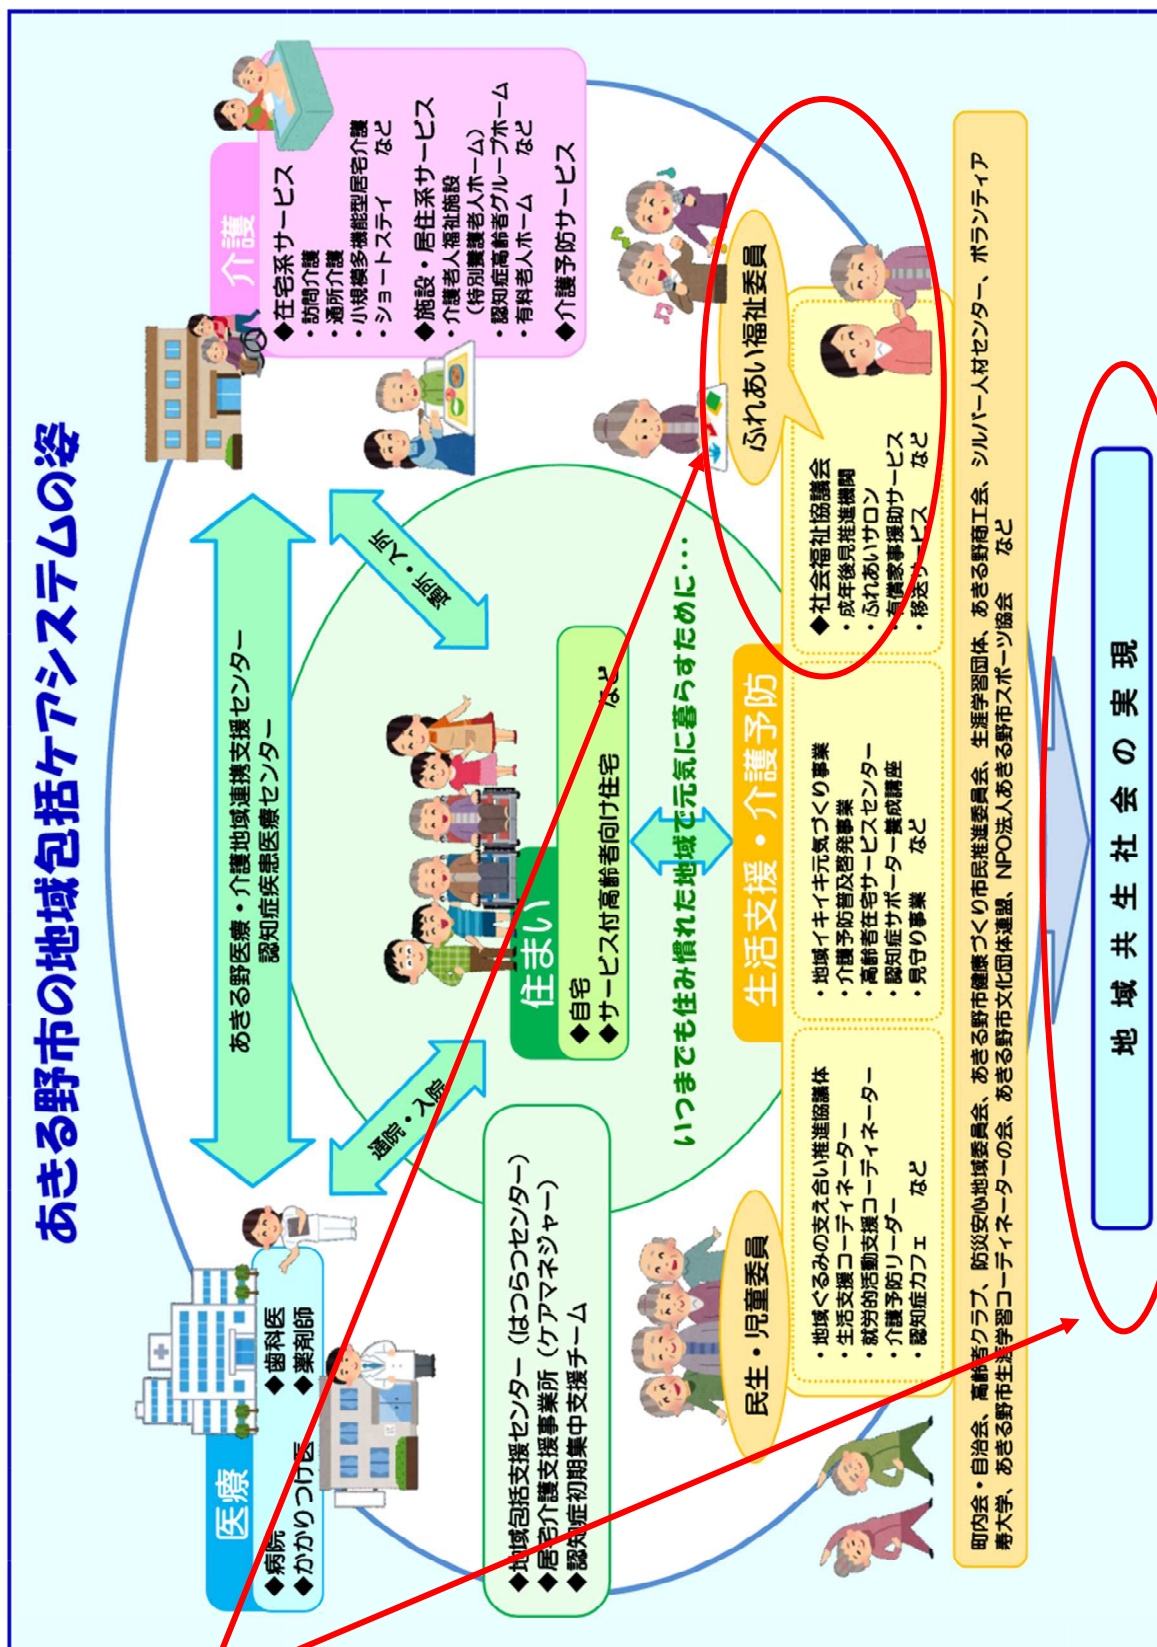 あきる野市の地域包括ケアシステムの姿
医療
◆病院　◆歯科医
◆かかりつけ医　◆薬剤師
あきる野医療・介護地域連携支援センター
認知症疾患医療センター
介護
◆在宅系サービス
・訪問介護
・通所介護
・小規模多機能型居宅介護
・ショートステイ　など
◆施設・居住系サービス
・介護老人福祉施設
（特別養護老人ホーム）
・認知症高齢者グループホーム
・有料老人ホーム　など
◆介護予防サービス
通院・入院
通所・入所
住まい
◆自宅
◆サービス付高齢者向け住宅　など
◆地域包括支援センター（はつらつセンター）
◆居宅介護支援事業所（ケアマネジャー）
◆認知症初期集中支援チーム
いつまでも住み慣れた地域で元気に暮らすために･･･
民生・児童委員
生活支援・介護予防
ふれあい福祉委員
・地域ぐるみの支え合い推進協議体
・生活支援コーディネーター
・就労的活動支援コーディネーター
・介護予防リーダー
・認知症カフェ　など
・地域イキイキ元気づくり事業
・介護予防普及啓発事業
・高齢者在宅サービスセンター
・認知症サポーター養成講座
・見守り事業　など
◆社会福祉協議会
・成年後見推進機関
・ふれあいサロン
・有償家事援助サービス
・移送サービス　など
町内会・自治会、高齢者クラブ、防災安心地域委員会、あきる野市健康づくり市民推進委員会、生涯学習団体、あきる野商工会、シルバー人材センター、ボランティア
寿大学、あきる野市生涯学習コーディネーターの会、あきる野市文化団体連盟、NPO法人あきる野市スポーツ協会　など
地域共生社会の実現